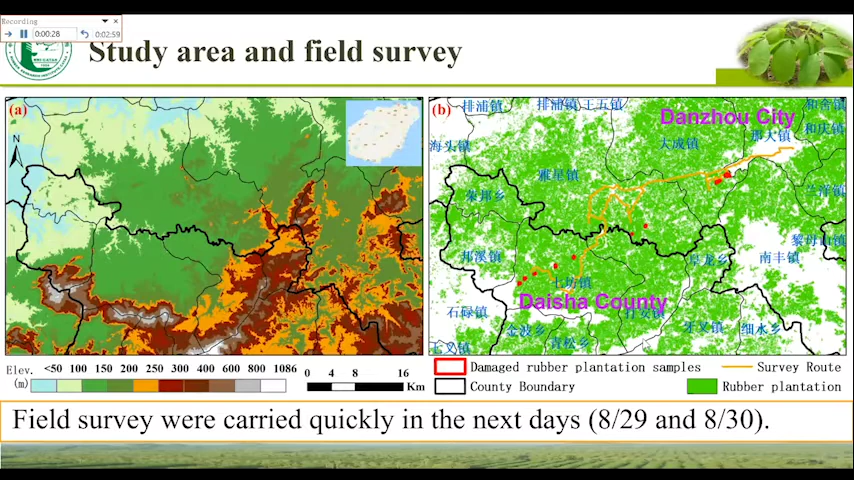 Recording
0:00:28
0:02:59
Study area and field survey
(a)
N
(b)
排浦镇
排浦镇
王五镇
Danzhou City
和舍镇
和庆镇
那大镇
海头镇
大成镇
雅星镇
兰洋镇
荣邦乡
黎母山镇
邦溪镇
阜龙乡
南丰镇
七坊镇
Daisha County
石碌镇
打安镇
金波乡
青松乡
牙叉镇
细水乡
七叉镇
Elev.
(m)
<50 100 150 200 250 300 400 600 800 1086
0 4 8 16
Km
Damaged rubber plantation samples
Survey Route
County Boundary
Rubber plantation
Field survey were carried quickly in the next days (8/29 and 8/30).